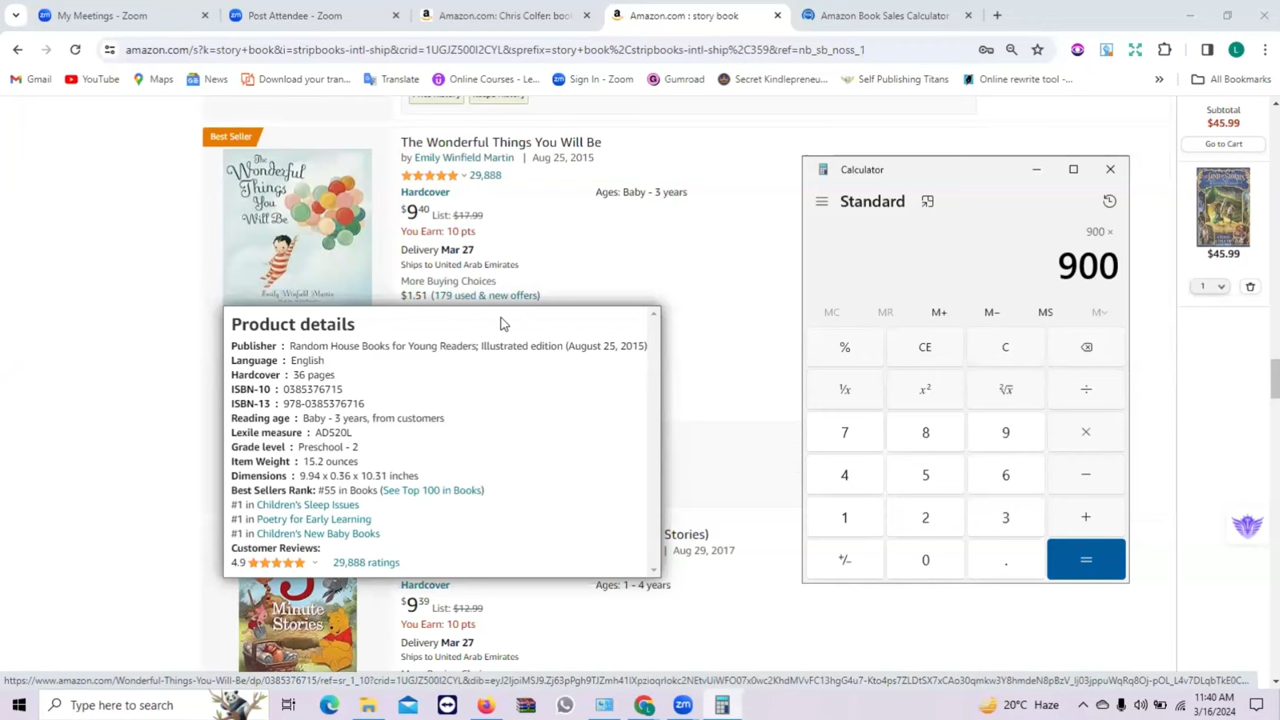 My Meetings - Zoom
Post Attendee - Zoom
Amazon.com: Chris Colfer: book
Amazon.com : story book
Amazon Book Sales Calculator
amazon.com/s?k=story+book&i=stripbooks-intl-ship&crid=1UGJZ500I2CYL&sprefix=story+book%2Cstripbooks-intl-ship%2C359&ref=nb_sb_noss_1
L
Gmail
YouTube
Maps
News
Download your tran...
Translate
Online Courses - Le...
Sign In - Zoom
Gumroad
Secret Kindlepreneu...
Self Publishing Titans
Online rewrite tool -...
All Bookmarks
Best Seller
The Wonderful Things You Will Be
by Emily Winfield Martin | Aug 25, 2015
29,888
Hardcover
Ages: Baby - 3 years
$9.40 List: $17.99
You Earn: 10 pts
Delivery Mar 27
Ships to United Arab Emirates
More Buying Choices
$1.51 (179 used & new offers)
The
Wonderful
Things
You
Will Be
Emily Winfield Martin
Product details
Publisher : Random House Books for Young Readers; Illustrated edition (August 25, 2015)
Language : English
Hardcover : 36 pages
ISBN-10 : 0385376715
ISBN-13 : 978-0385376716
Reading age : Baby - 3 years, from customers
Lexile measure : AD520L
Grade level : Preschool - 2
Item Weight : 15.2 ounces
Dimensions : 9.94 x 0.36 x 10.31 inches
Best Sellers Rank: #55 in Books (See Top 100 in Books)
#1 in Children's Sleep Issues
#1 in Poetry for Early Learning
#1 in Children's New Baby Books
Customer Reviews:
4.9
29,888 ratings
Stories)
| Aug 29, 2017
Hardcover
Ages: 1 - 4 years
$9.39 List: $12.99
You Earn: 10 pts
Delivery Mar 27
Ships to United Arab Emirates
Minute
Stories
Calculator
Standard
900 ×
900
MC
MR
M+
M−
MS
M˅
%
CE
C
¹/x
x²
²√x
÷
7
8
9
×
4
5
6
−
1
2
3
+
+/−
0
.
=
Subtotal
$45.99
Go to Cart
$45.99
1
Type here to search
20°C Haze
11:40 AM
3/16/2024